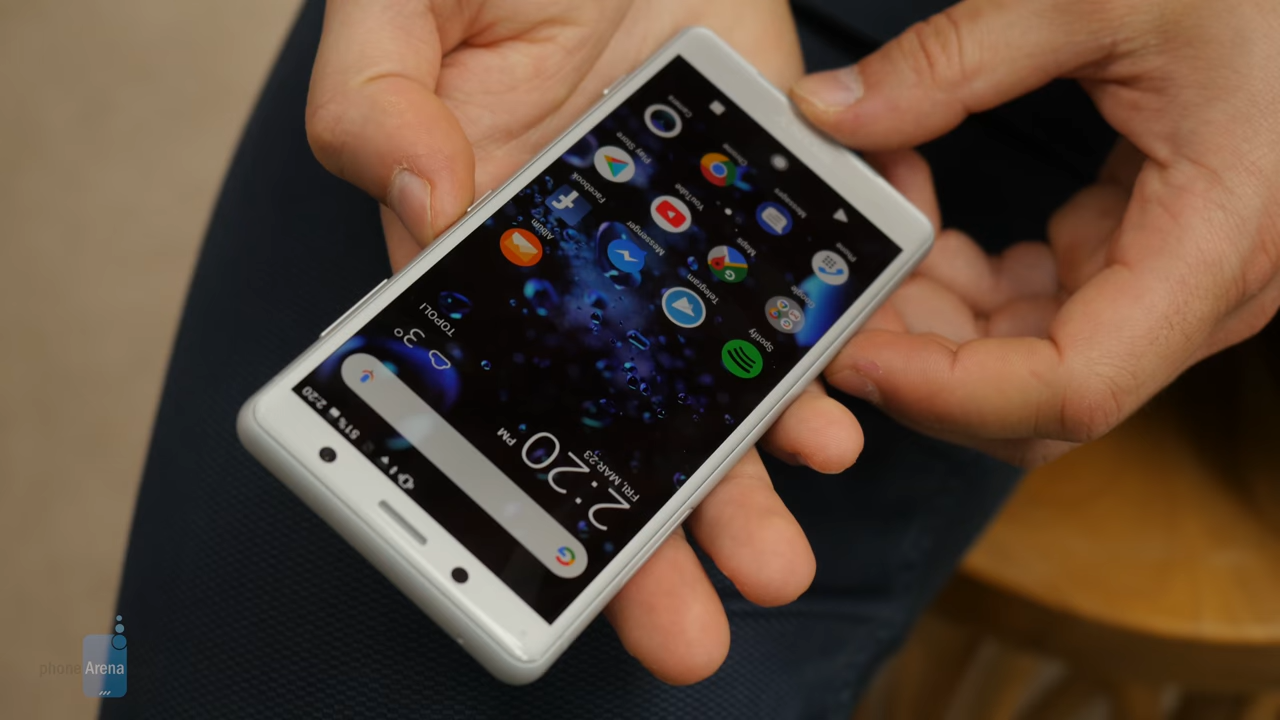 2:20
51%
2:20 PM
FRI, MAR 23
3°
TOPOLI
Spotify
Telegram
Messenger
Album
Google
Maps
YouTube
Facebook
Phone
Messages
Chrome
Play Store
Camera
phoneArena